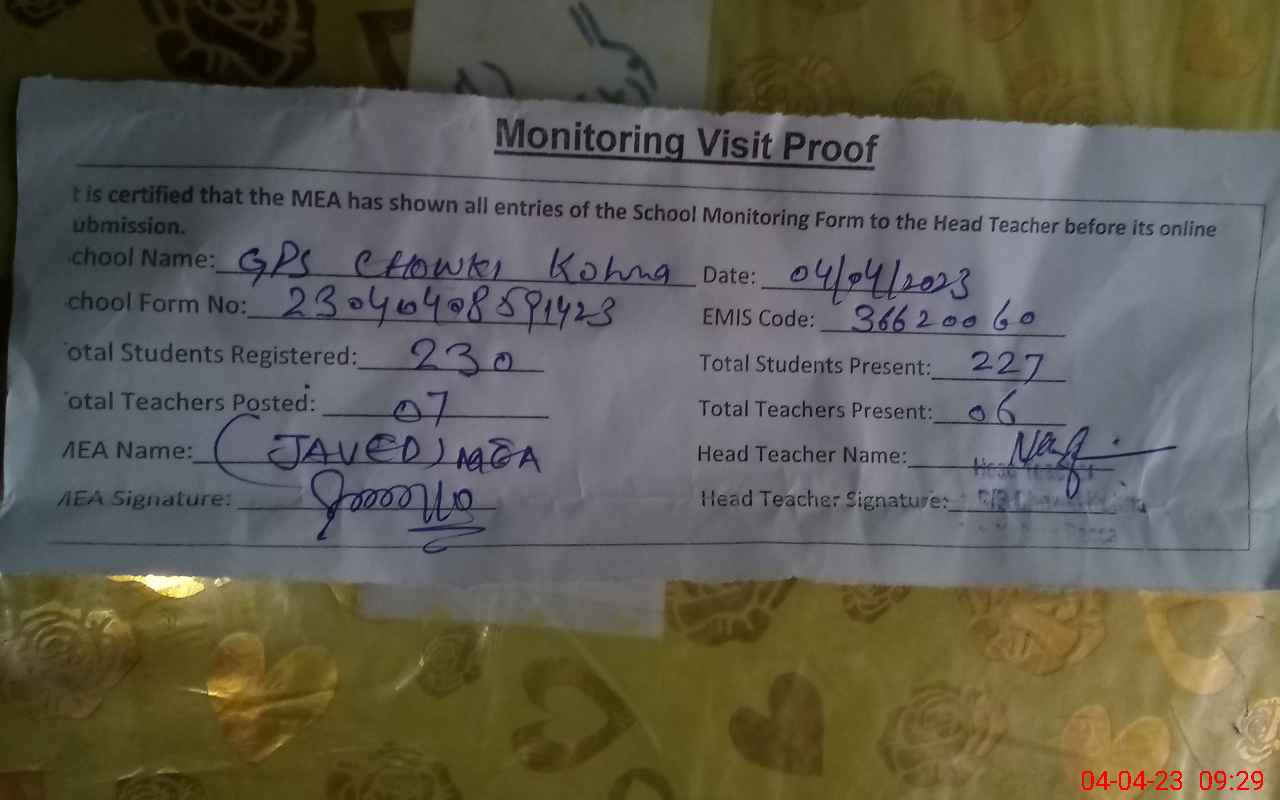 Monitoring Visit Proof
t is certified that the MEA has shown all entries of the School Monitoring Form to the Head Teacher before its online
ubmission.
chool Name: GPS CHOWKI Kohna Date: 04/04/2023
chool Form No: 23040408591423 EMIS Code: 36620060
otal Students Registered: 230 Total Students Present: 227
otal Teachers Posted: 07 Total Teachers Present: 06
MEA Name: (JAVED) MEA Head Teacher Name:
MEA Signature: Head Teacher Signature:
Head Teacher
04-04-23 09:29